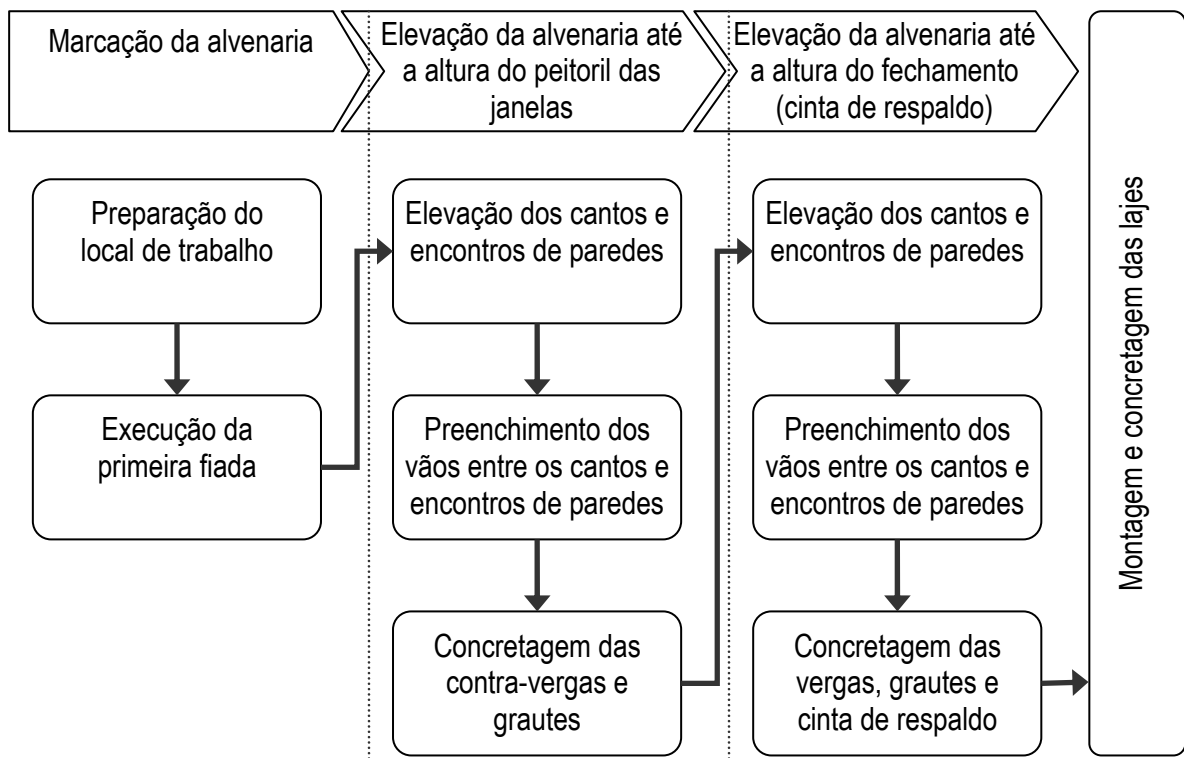 Marcação da alvenaria
Elevação da alvenaria até
a altura do peitoril das
janelas
Elevação da alvenaria até
a altura do fechamento
(cinta de respaldo)
Preparação do
local de trabalho
Execução da
primeira fiada
Elevação dos cantos e
encontros de paredes
Preenchimento dos
vãos entre os cantos e
encontros de paredes
Concretagem das
contra-vergas e
grautes
Elevação dos cantos e
encontros de paredes
Preenchimento dos
vãos entre os cantos e
encontros de paredes
Concretagem das
vergas, grautes e
cinta de respaldo
Montagem e concretagem das lajes